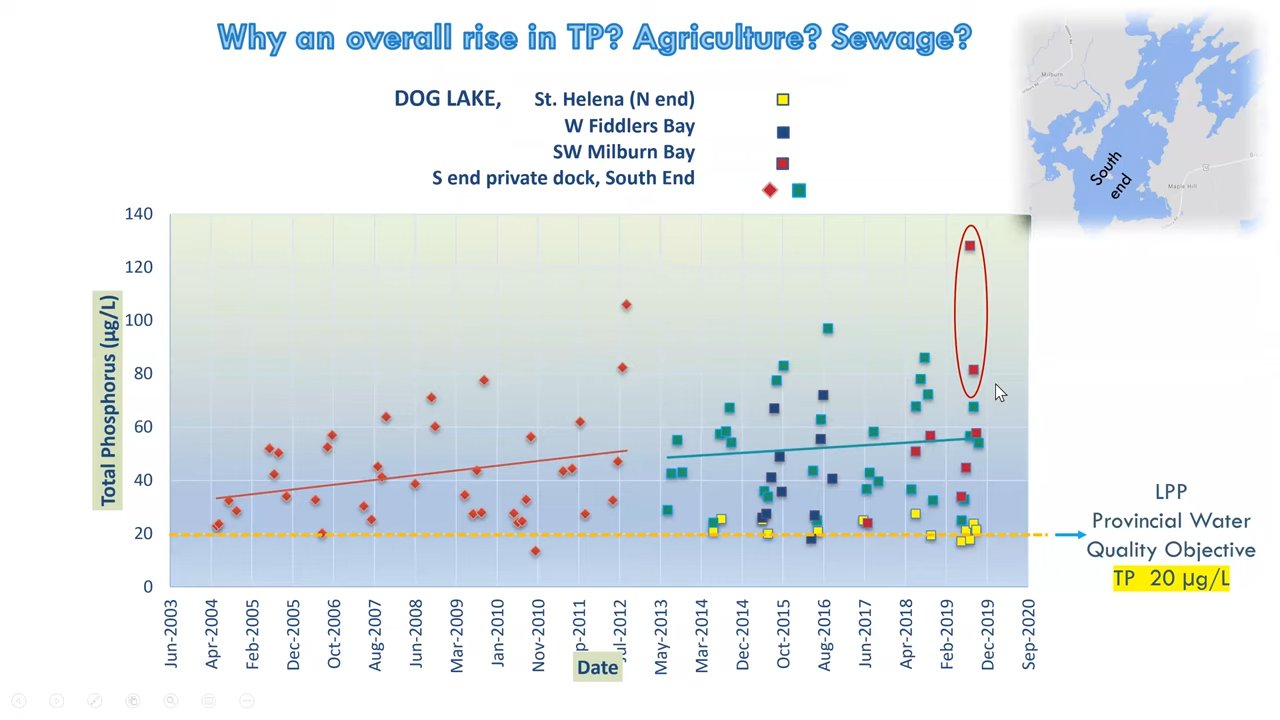 Why an overall rise in TP? Agriculture? Sewage?
DOG LAKE, St. Helena (N end)
W Fiddlers Bay
SW Milburn Bay
S end private dock, South End
Milburn
South
end
Maple Hill
Total Phosphorus (µg/L)
140
120
100
80
60
40
20
0
Jun-2003
Apr-2004
Feb-2005
Dec-2005
Oct-2006
Aug-2007
Jun-2008
Mar-2009
Jan-2010
Nov-2010
p-2011
Jul-2012
May-2013
Mar-2014
Dec-2014
Oct-2015
Aug-2016
Jun-2017
Apr-2018
Feb-2019
Dec-2019
Sep-2020
Date
LPP
Provincial Water
Quality Objective
TP 20 µg/L